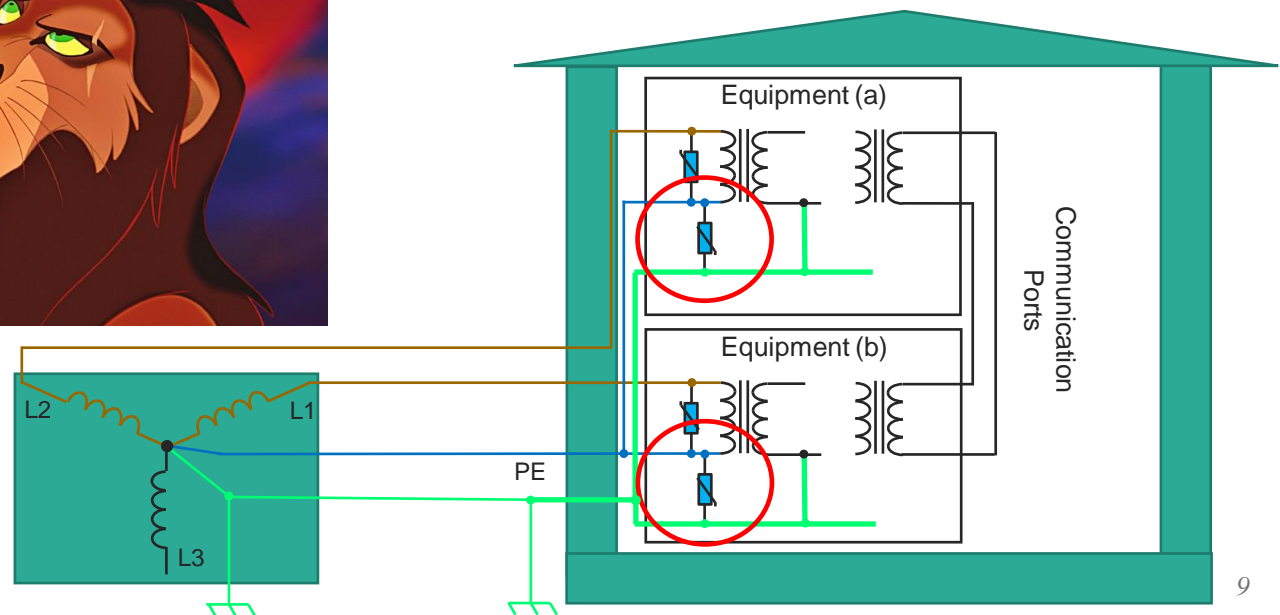 Equipment (a)
Communication
Ports
Equipment (b)
L2
L1
PE
L3
9